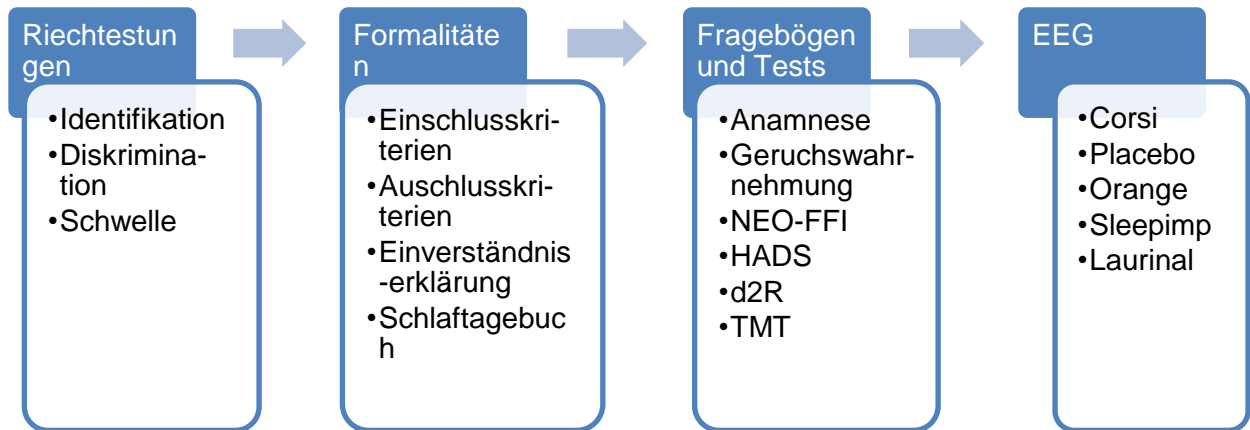 Riechtestun
gen
•Identifikation
•Diskrimina-
tion
•Schwelle
Formalitäte
n
•Einschlusskri-
terien
•Auschlusskri-
terien
•Einverständnis
-erklärung
•Schlaftagebuc
h
Fragebögen
und Tests
•Anamnese
•Geruchswahr-
nehmung
•NEO-FFI
•HADS
•d2R
•TMT
EEG
•Corsi
•Placebo
•Orange
•Sleepimp
•Laurinal